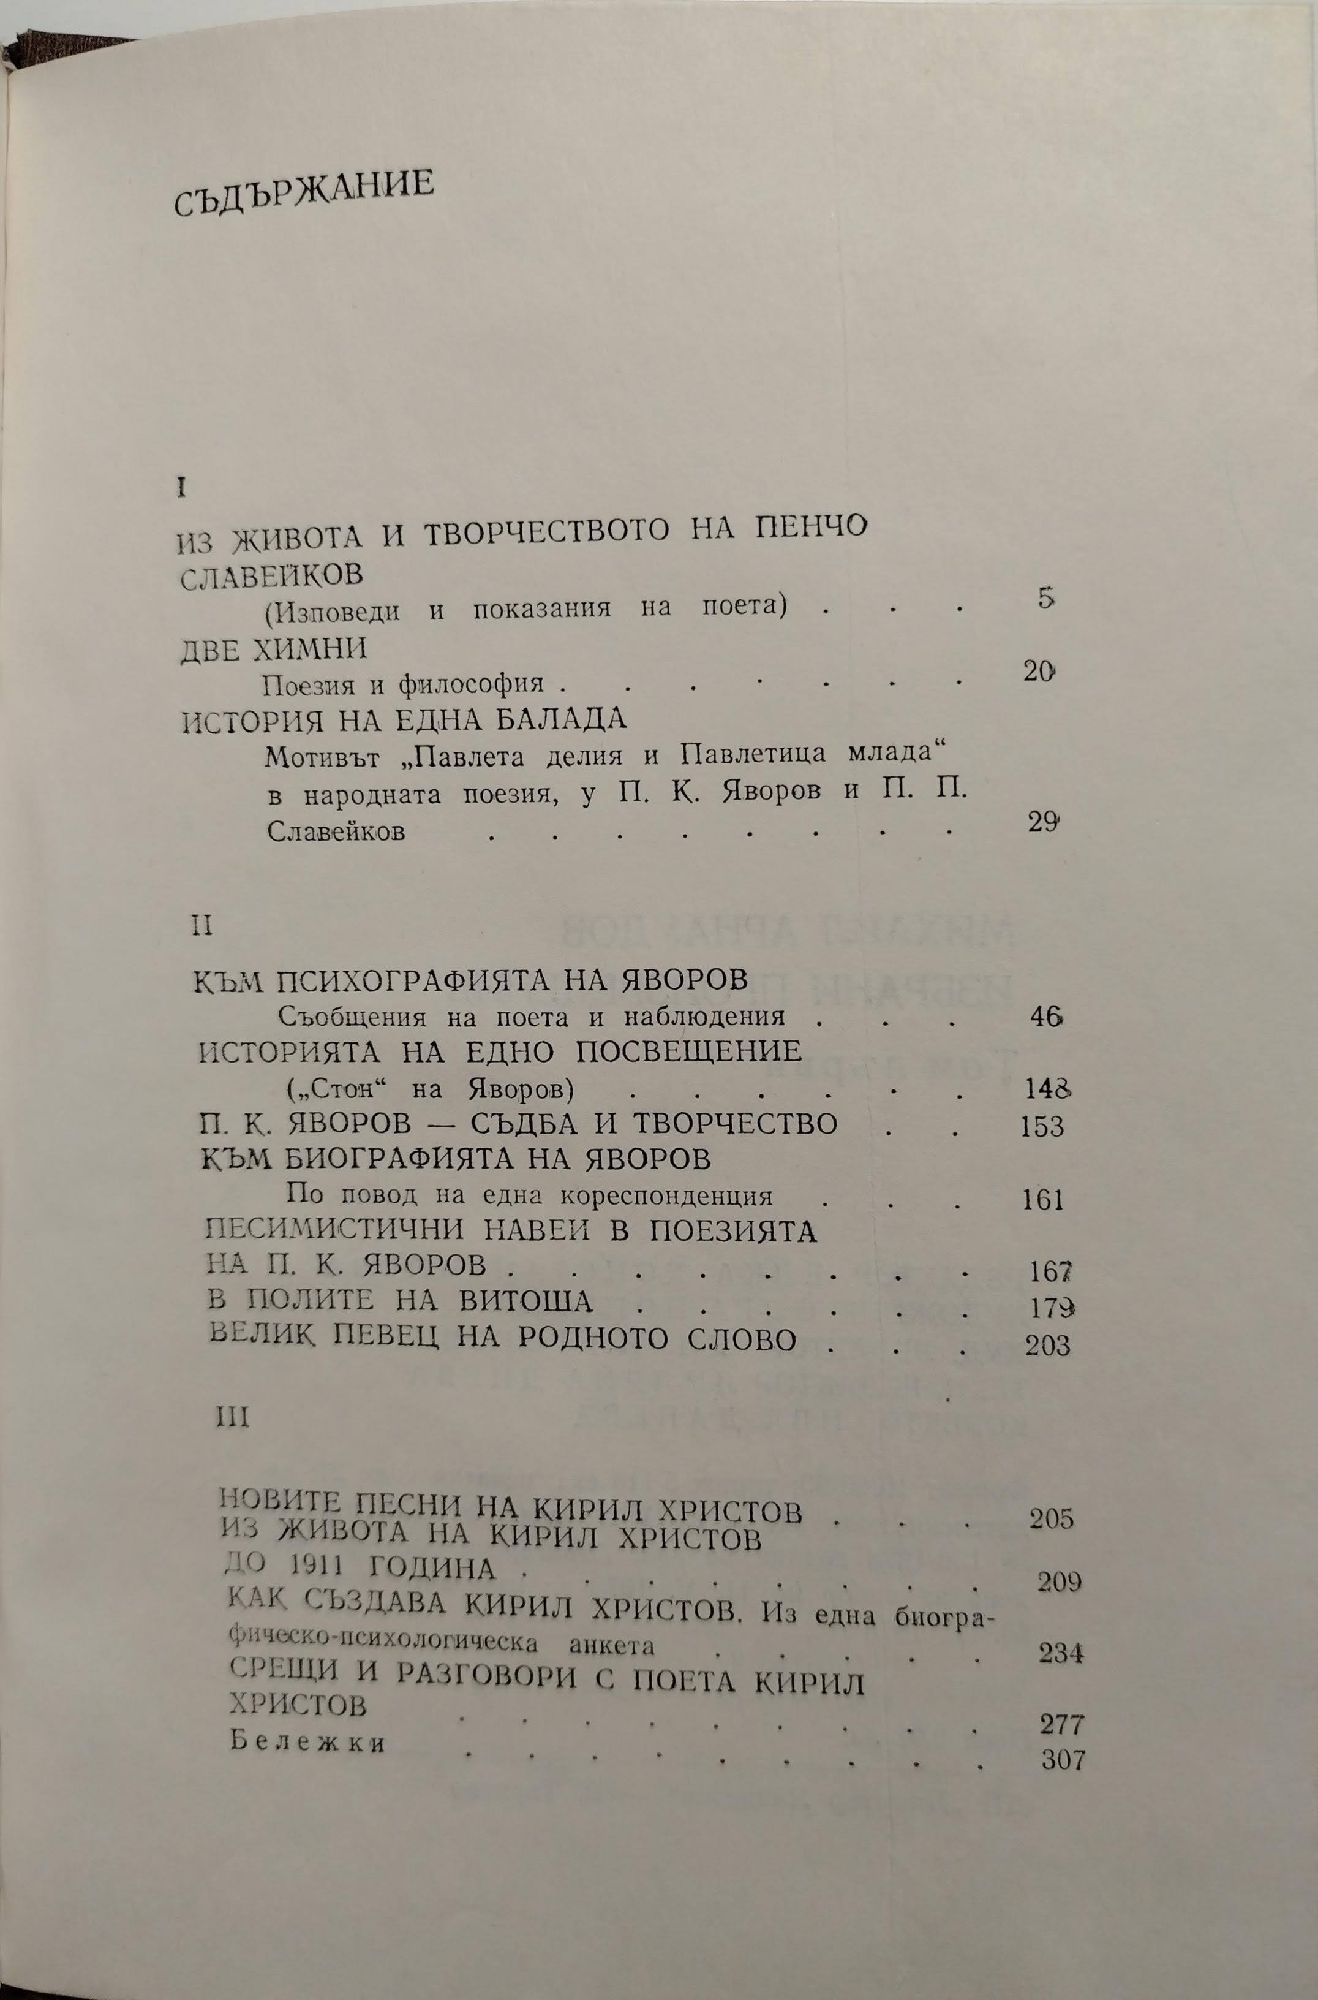 СЪДЪРЖАНИЕ
I
ИЗ ЖИВОТА И ТВОРЧЕСТВОТО НА ПЕНЧО
СЛАВЕЙКОВ
(Изповеди и показания на поета) . . . 5
ДВЕ ХИМНИ
Поезия и философия . . . . . . . 20
ИСТОРИЯ НА ЕДНА БАЛАДА
Мотивът „Павлета делия и Павлетица млада“
в народната поезия, у П. К. Яворов и П. П.
Славейков . . . . . . . . 29
II
КЪМ ПСИХОГРАФИЯТА НА ЯВОРОВ
Съобщения на поета и наблюдения . . . 46
ИСТОРИЯТА НА ЕДНО ПОСВЕЩЕНИЕ
(„Стон“ на Яворов) . . . . . . 148
П. К. ЯВОРОВ — СЪДБА И ТВОРЧЕСТВО . . 153
КЪМ БИОГРАФИЯТА НА ЯВОРОВ
По повод на една кореспонденция . . . 161
ПЕСИМИСТИЧНИ НАВЕИ В ПОЕЗИЯТА
НА П. К. ЯВОРОВ . . . . . . . . 167
В ПОЛИТЕ НА ВИТОША . . . . . . 179
ВЕЛИК ПЕВЕЦ НА РОДНОТО СЛОВО . . . 203
III
НОВИТЕ ПЕСНИ НА КИРИЛ ХРИСТОВ . . . 205
ИЗ ЖИВОТА НА КИРИЛ ХРИСТОВ
ДО 1911 ГОДИНА . . . . . . . . 209
КАК СЪЗДАВА КИРИЛ ХРИСТОВ. Из една биогра-
фическо-психологическа анкета . . . . . 234
СРЕЩИ И РАЗГОВОРИ С ПОЕТА КИРИЛ
ХРИСТОВ . . . . . . . . . 277
Бележки . . . . . . . . . 307